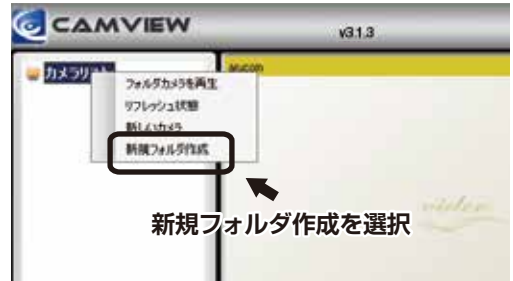 CAMVIEW
v3.1.3
カメラリスト
フォルダカメラを再生
リフレッシュ状態
新しいカメラ
新規フォルダ作成
新規フォルダ作成を選択
video